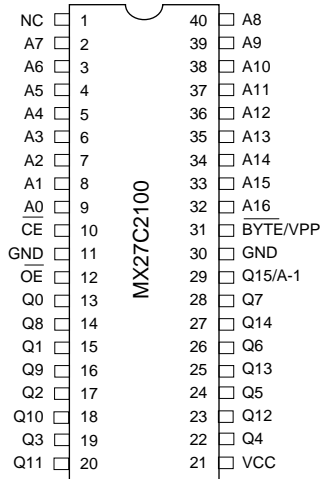 NC 1 40 A8
A7 2 39 A9
A6 3 38 A10
A5 4 37 A11
A4 5 36 A12
A3 6 35 A13
A2 7 34 A14
A1 8 33 A15
A0 9 32 A16
CE 10 31 BYTE/VPP
GND 11 30 GND
OE 12 29 Q15/A-1
Q0 13 28 Q7
Q8 14 27 Q14
Q1 15 26 Q6
Q9 16 25 Q13
Q2 17 24 Q5
Q10 18 23 Q12
Q3 19 22 Q4
Q11 20 21 VCC
MX27C2100